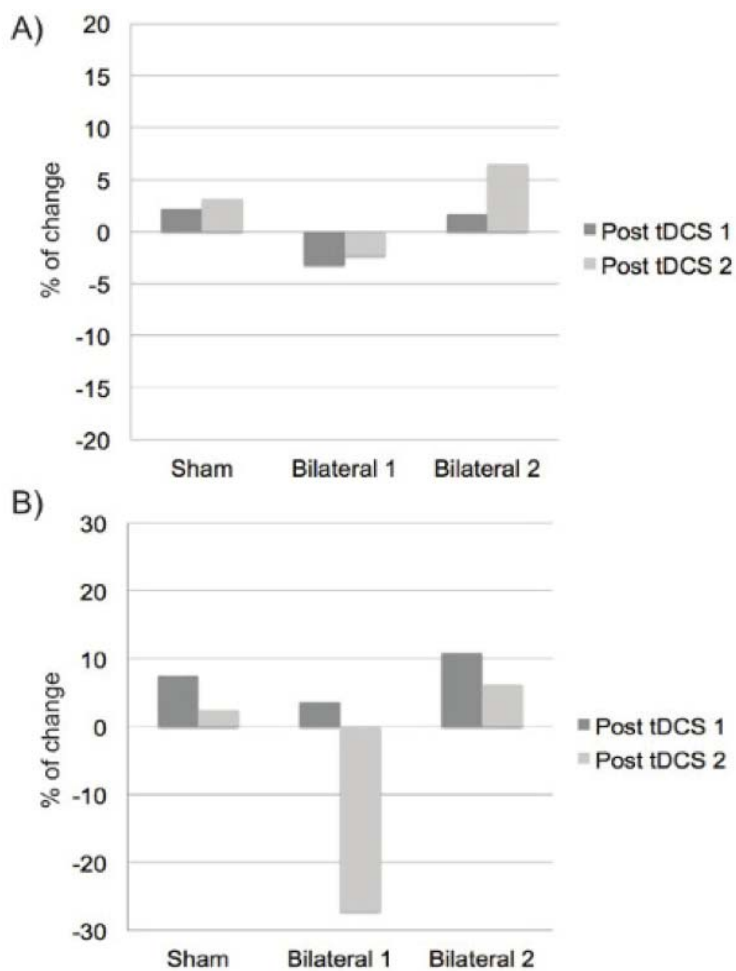 A)
20
15
10
5
0
-5
-10
-15
-20
% of change
Sham Bilateral 1 Bilateral 2
Post tDCS 1
Post tDCS 2
B)
30
20
10
0
-10
-20
-30
% of change
Sham Bilateral 1 Bilateral 2
Post tDCS 1
Post tDCS 2